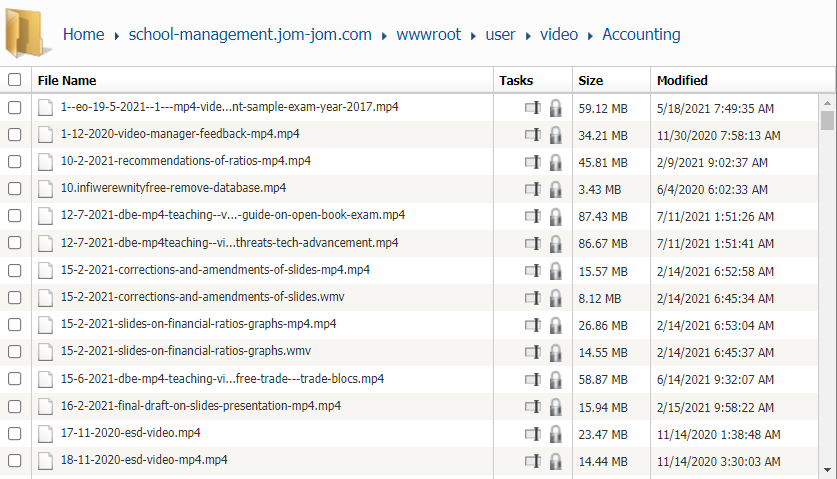 Home school-management.jom-jom.com wwwroot user video Accounting
File Name Tasks Size Modified
1--eo-19-5-2021--1---mp4-vide...nt-sample-exam-year-2017.mp4 59.12 MB 5/18/2021 7:49:35 AM
1-12-2020-video-manager-feedback-mp4.mp4 34.21 MB 11/30/2020 7:58:13 AM
10-2-2021-recommendations-of-ratios-mp4.mp4 45.81 MB 2/9/2021 9:02:37 AM
10.infiwerewnityfree-remove-database.mp4 3.43 MB 6/4/2020 6:02:33 AM
12-7-2021-dbe-mp4-teaching--v...-guide-on-open-book-exam.mp4 87.43 MB 7/11/2021 1:51:26 AM
12-7-2021-dbe-mp4teaching--vi...threats-tech-advancement.mp4 86.67 MB 7/11/2021 1:51:41 AM
15-2-2021-corrections-and-amendments-of-slides-mp4.mp4 15.57 MB 2/14/2021 6:52:58 AM
15-2-2021-corrections-and-amendments-of-slides.wmv 8.12 MB 2/14/2021 6:45:34 AM
15-2-2021-slides-on-financial-ratios-graphs-mp4.mp4 26.86 MB 2/14/2021 6:53:04 AM
15-2-2021-slides-on-financial-ratios-graphs.wmv 14.55 MB 2/14/2021 6:45:37 AM
15-6-2021-dbe-mp4-teaching-vi...free-trade---trade-blocs.mp4 58.87 MB 6/14/2021 9:32:07 AM
16-2-2021-final-draft-on-slides-presentation-mp4.mp4 15.94 MB 2/15/2021 9:58:22 AM
17-11-2020-esd-video.mp4 23.47 MB 11/14/2020 1:38:48 AM
18-11-2020-esd-video-mp4.mp4 14.44 MB 11/14/2020 3:30:03 AM